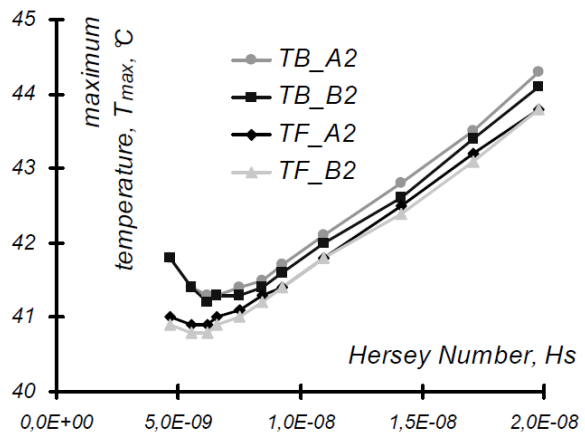 45
44
43
42
41
40
maximum
temperature, Tmax, ℃
TB_A2
TB_B2
TF_A2
TF_B2
Hersey Number, Hs
0,0E+00
5,0E-09
1,0E-08
1,5E-08
2,0E-08